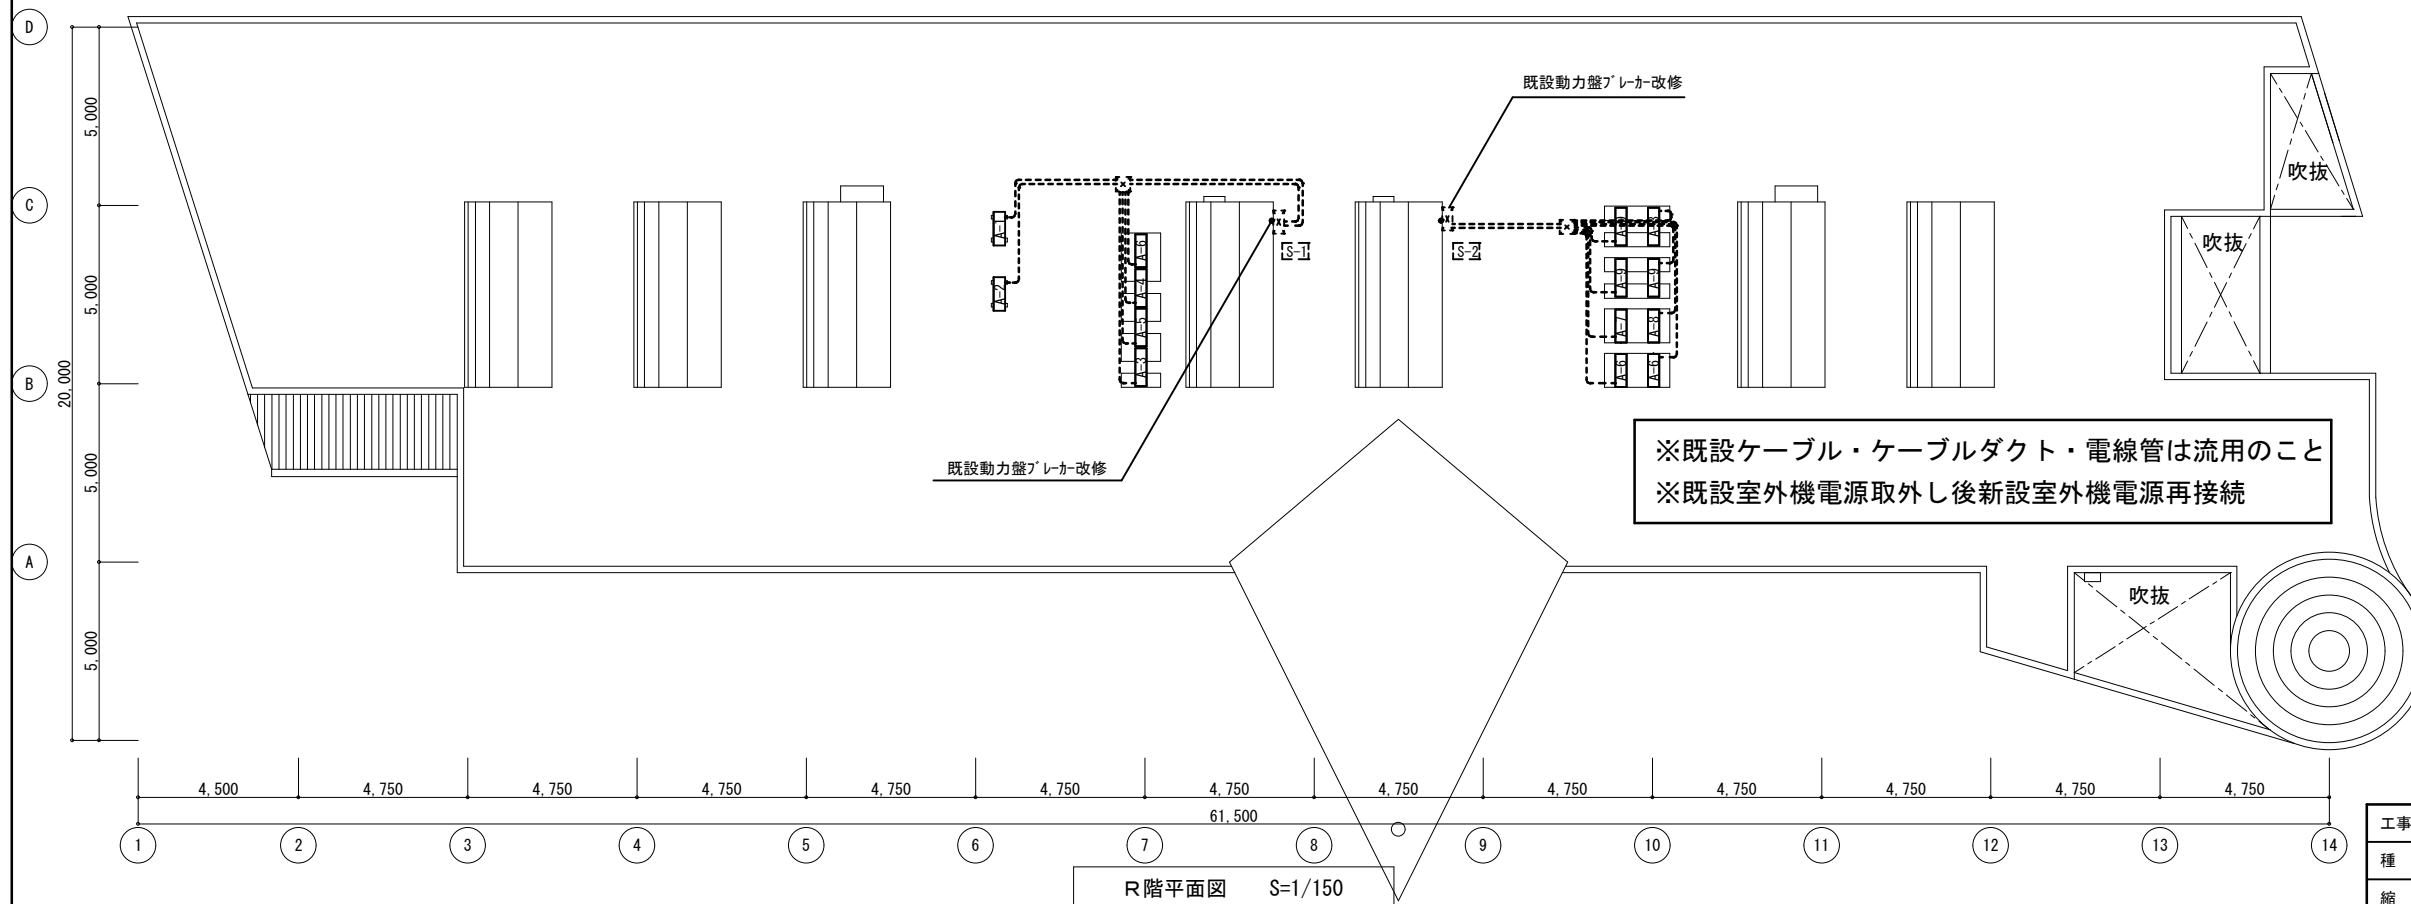 D
C
B
A
5,000
5,000
5,000
5,000
20,000
既設動力盤ブレーカー改修
既設動力盤ブレーカー改修
A-2
A-6
A-4
A-5
A-3
S-1
S-2
A-9
A-9
A-7
A-8
A-6
A-6
吹抜
吹抜
吹抜
※既設ケーブル・ケーブルダクト・電線管は流用のこと
※既設室外機電源取外し後新設室外機電源再接続
4,500
4,750
4,750
4,750
4,750
4,750
4,750
4,750
4,750
4,750
4,750
4,750
4,750
61,500
1
2
3
4
5
6
7
8
9
10
11
12
13
14
R階平面図 S=1/150
工事
種
縮